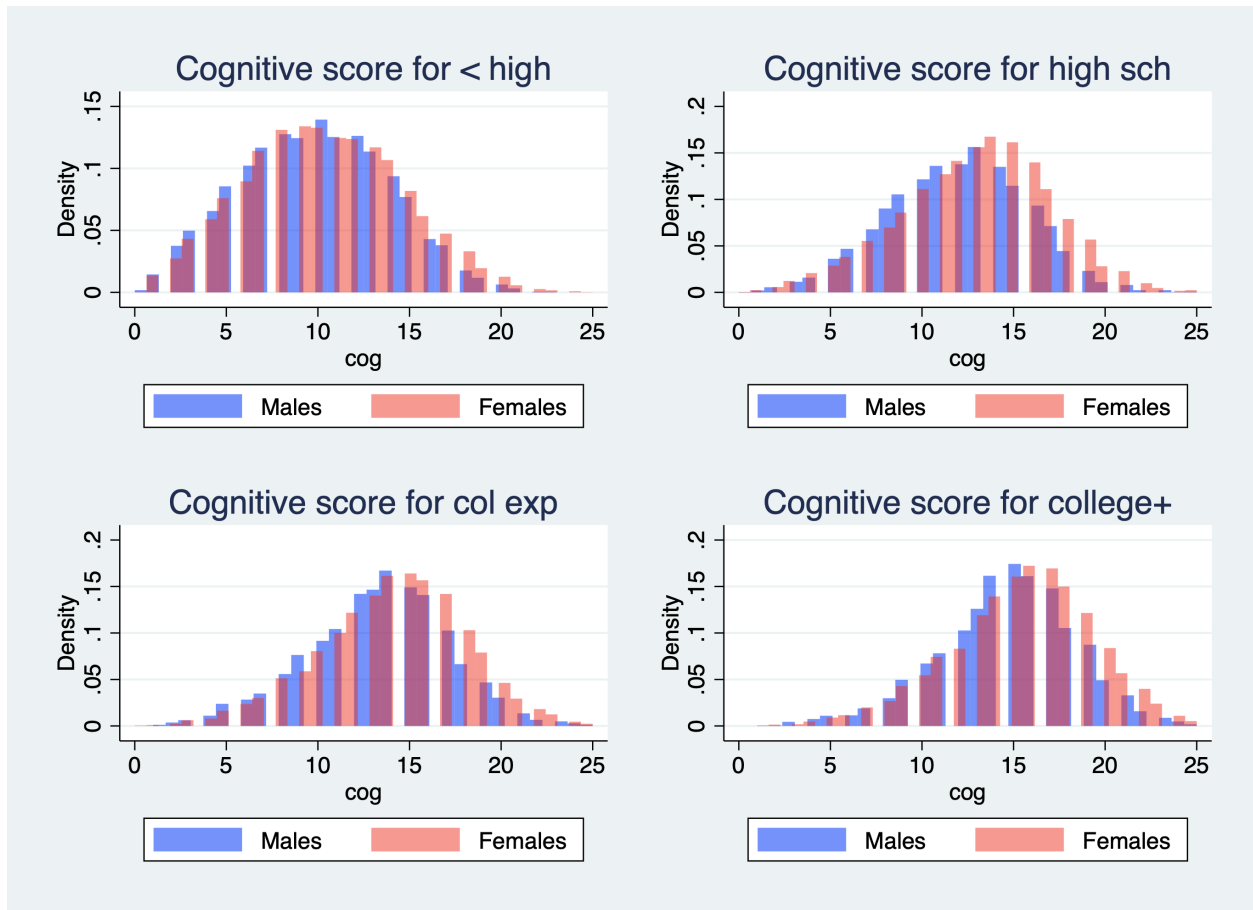 Cognitive score for < high
Density
.15
.1
.05
0
0 5 10 15 20 25
cog
Males Females
Cognitive score for high sch
Density
.2
.15
.1
.05
0
0 5 10 15 20 25
cog
Males Females
Cognitive score for col exp
Density
.2
.15
.1
.05
0
0 5 10 15 20 25
cog
Males Females
Cognitive score for college+
Density
.2
.15
.1
.05
0
0 5 10 15 20 25
cog
Males Females